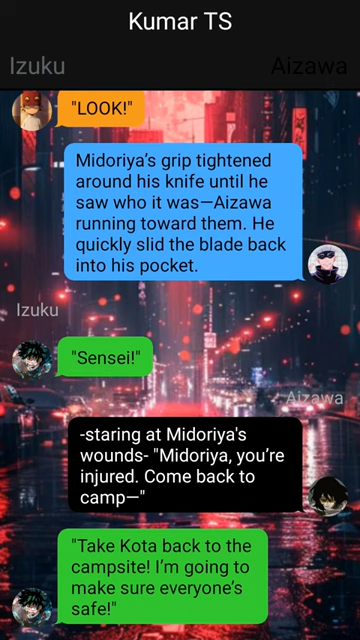 Kumar TS
Izuku
Aizawa
"LOOK!"
Midoriya's grip tightened
around his knife until he
saw who it was—Aizawa
running toward them. He
quickly slid the blade back
into his pocket.
Izuku
"Sensei!"
Aizawa
-staring at Midoriya's
wounds- "Midoriya, you're
injured. Come back to
camp—"
"Take Kota back to the
campsite! I'm going to
make sure everyone's
safe!"